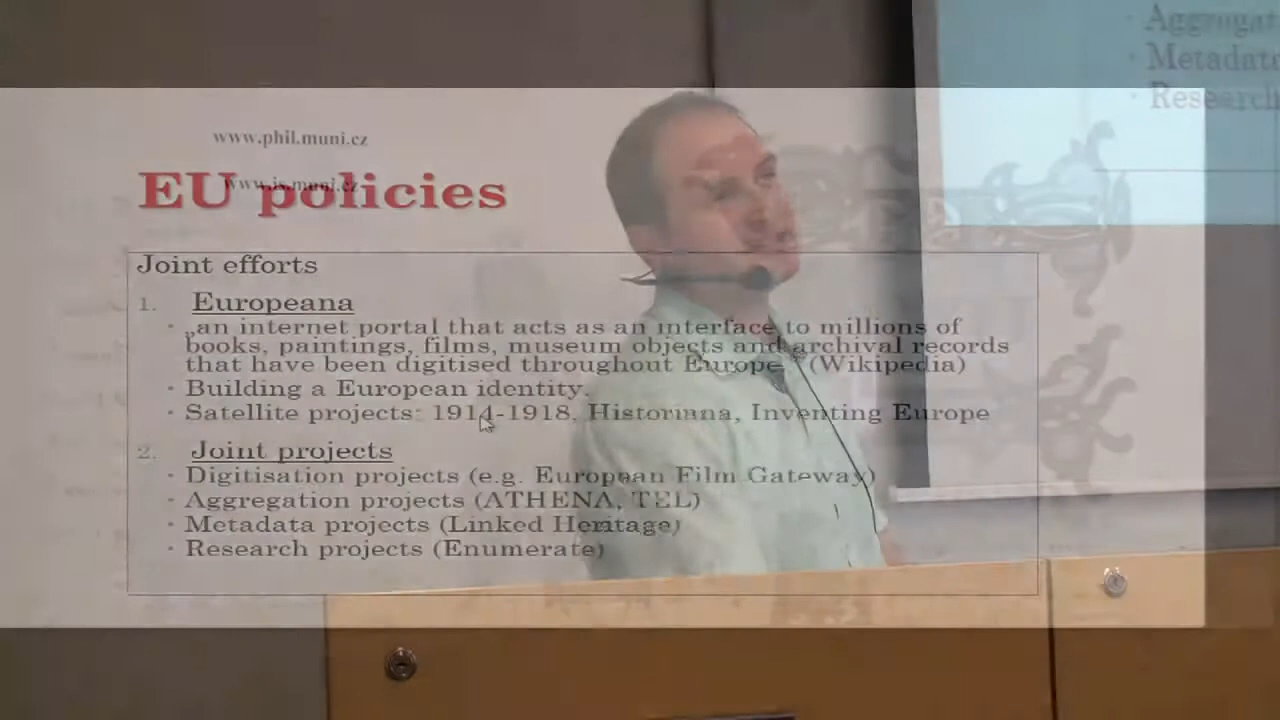 Aggregat
Metadata
Research
www.phil.muni.cz
www.is.muni.cz
EU policies
Joint efforts
1. Europeana
· „an internet portal that acts as an interface to millions of
books, paintings, films, museum objects and archival records
that have been digitised throughout Europe" (Wikipedia)
· Building a European identity.
· Satellite projects: 1914-1918, Historiana, Inventing Europe
2. Joint projects
· Digitisation projects (e.g. European Film Gateway)
· Aggregation projects (ATHENA, TEL)
· Metadata projects (Linked Heritage)
· Research projects (Enumerate)